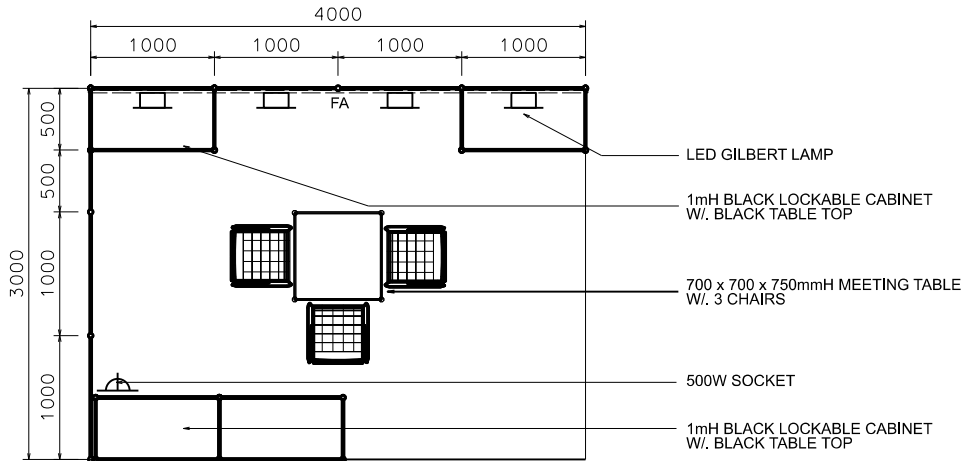 4000
1000
1000
1000
1000
FA
500
500
1000
1000
3000
LED GILBERT LAMP
1mH BLACK LOCKABLE CABINET
W/. BLACK TABLE TOP
700 x 700 x 750mmH MEETING TABLE
W/. 3 CHAIRS
500W SOCKET
1mH BLACK LOCKABLE CABINET
W/. BLACK TABLE TOP